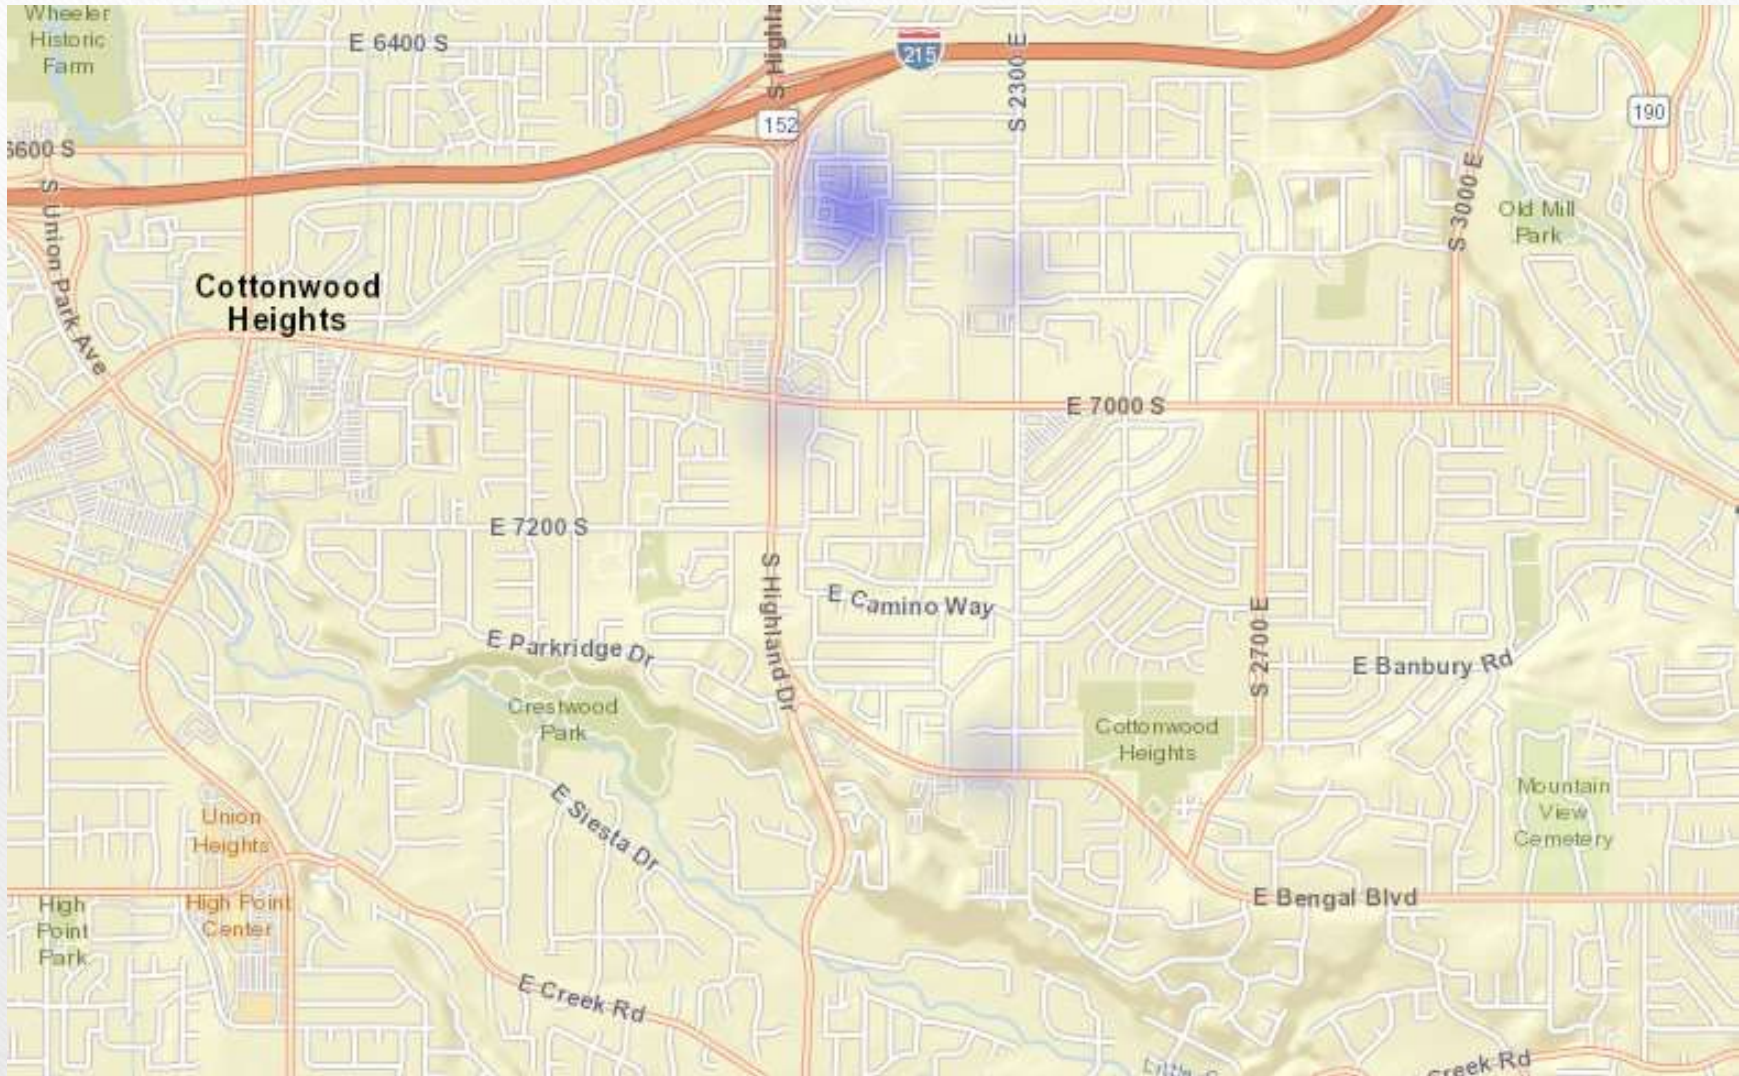 Wheeler
Historic
Farm
E 6400 S
S Highla
215
S 2300 E
152
190
6600 S
S Union Park Ave
S 3000 E
Old Mill
Park
Cottonwood
Heights
E 7000 S
E 7200 S
S Highland Dr
E Camino Way
S 2700 E
E Parkridge Dr
E Banbury Rd
Crestwood
Park
Cottonwood
Heights
E Siesta Dr
Mountain
View
Cemetery
Union
Heights
E Bengal Blvd
High
Point
Park
High Point
Center
E Creek Rd
Creek Rd